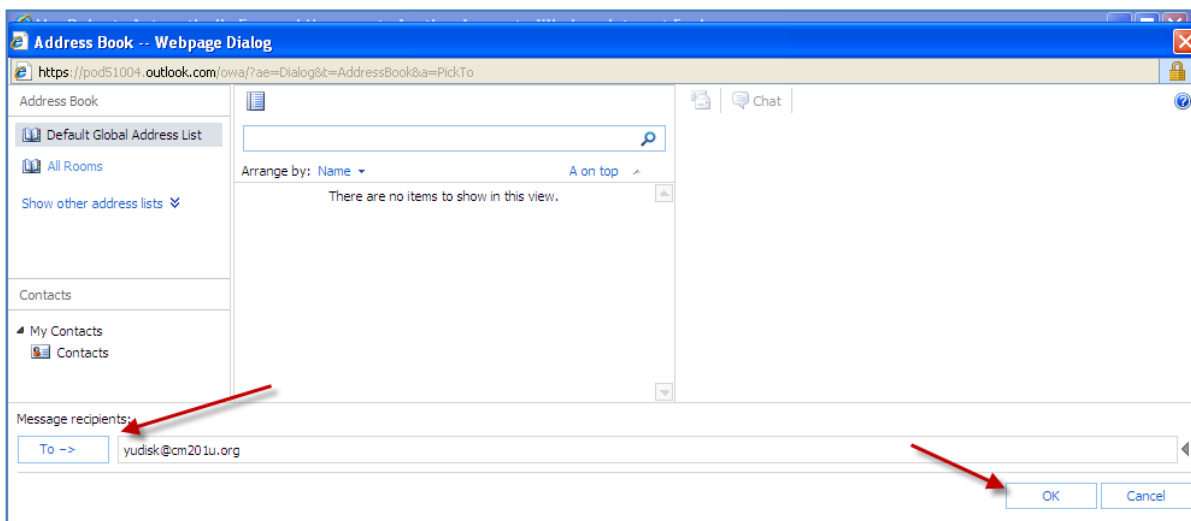 Address Book -- Webpage Dialog
https://pod51004.outlook.com/owa/?ae=Dialog&t=AddressBook&a=PickTo
Address Book
Chat
Default Global Address List
All Rooms
Arrange by: Name
A on top
Show other address lists
There are no items to show in this view.
Contacts
My Contacts
Contacts
Message recipients:
To ->
yudisk@cm201u.org
OK
Cancel